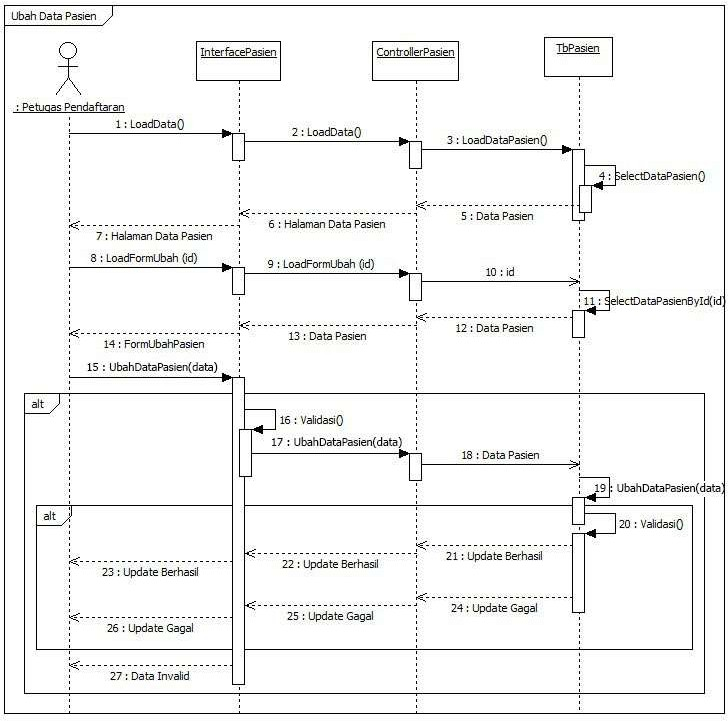 Ubah Data Pasien
InterfacePasien
ControllerPasien
TbPasien
: Petugas Pendaftaran
1 : LoadData()
2 : LoadData()
3 : LoadDataPasien()
4 : SelectDataPasien()
5 : Data Pasien
6 : Halaman Data Pasien
7 : Halaman Data Pasien
8 : LoadFormUbah (id)
9 : LoadFormUbah (id)
10 : id
11 : SelectDataPasienById(id)
12 : Data Pasien
13 : Data Pasien
14 : FormUbahPasien
15 : UbahDataPasien(data)
alt
16 : Validasi()
17 : UbahDataPasien(data)
18 : Data Pasien
19 : UbahDataPasien(data)
alt
20 : Validasi()
21 : Update Berhasil
22 : Update Berhasil
23 : Update Berhasil
24 : Update Gagal
25 : Update Gagal
26 : Update Gagal
27 : Data Invalid